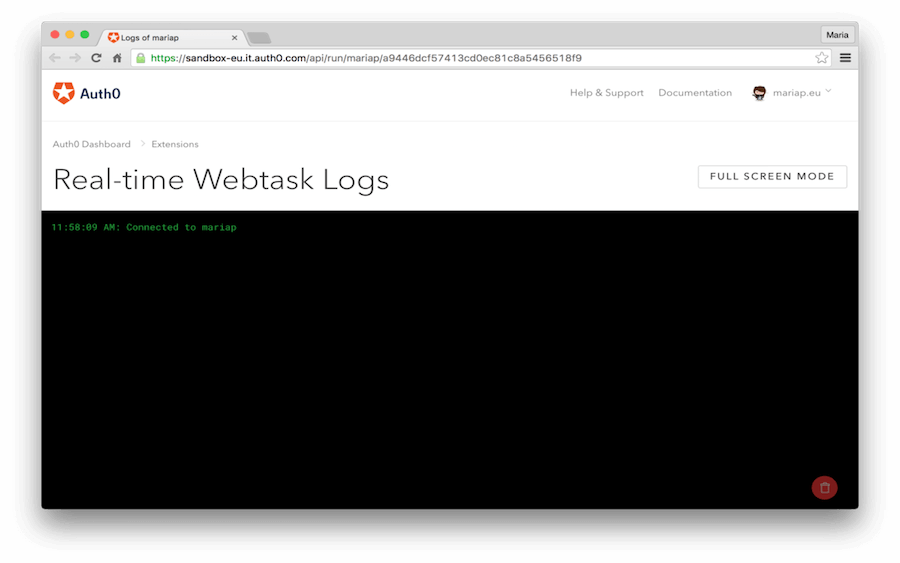 Logs of mariap
Maria
https://sandbox-eu.it.auth0.com/api/run/mariap/a9446dcf57413cd0ec81c8a5456518f9
Auth0
Help & Support
Documentation
mariap.eu
Auth0 Dashboard > Extensions
Real-time Webtask Logs
FULL SCREEN MODE
11:58:09 AM: Connected to mariap